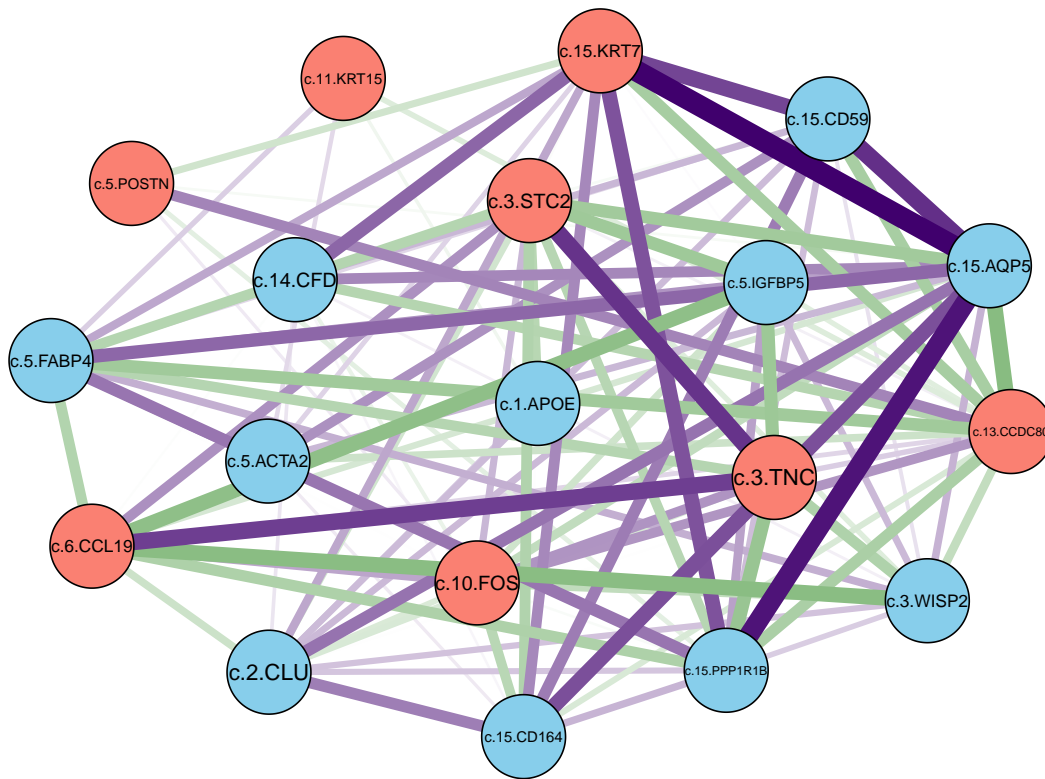 c.15.KRT7
c.11.KRT15
c.15.CD59
c.5.POSTN
c.3.STC2
c.15.AQP5
c.14.CFD
c.5.IGFBP5
c.5.FABP4
c.1.APOE
c.13.CCDC80
c.5.ACTA2
c.3.TNC
c.6.CCL19
c.10.FOS
c.3.WISP2
c.2.CLU
c.15.PPP1R1B
c.15.CD164